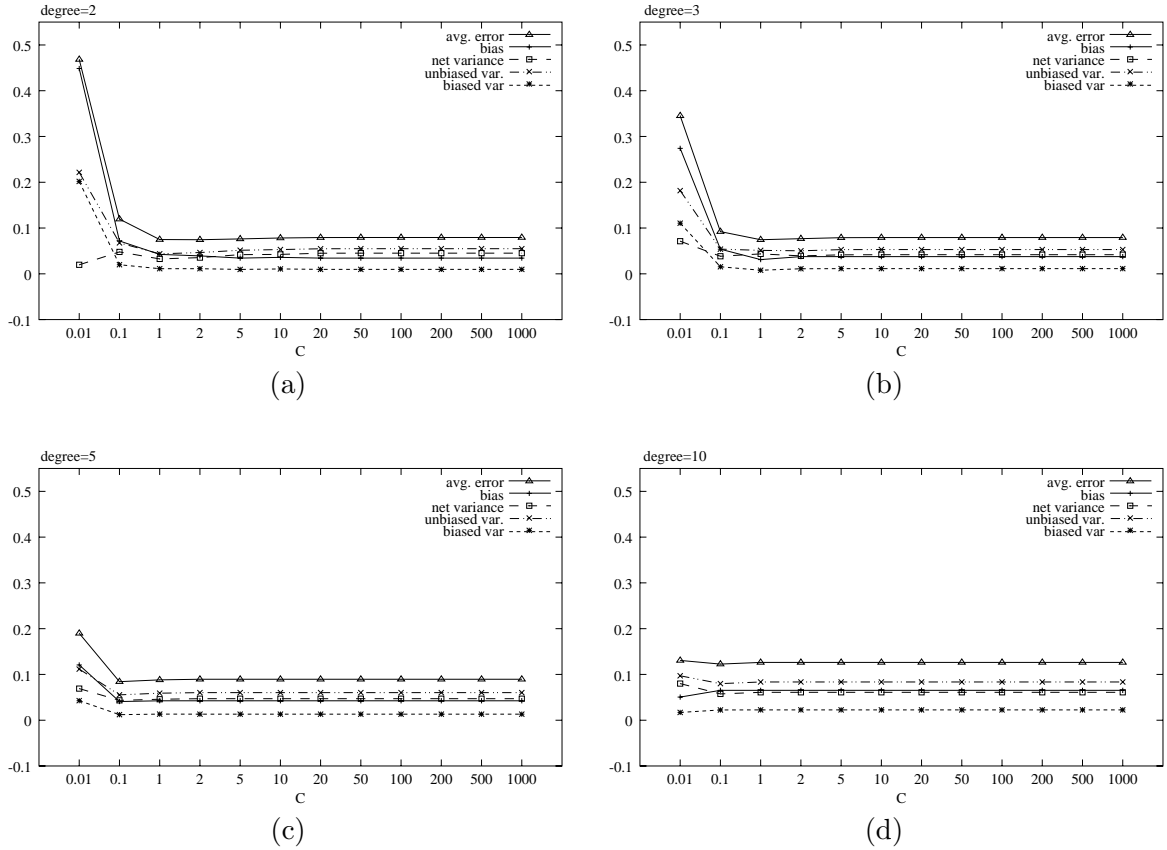 degree=2
0.5
0.4
0.3
0.2
0.1
0
-0.1
avg. error
bias
net variance
unbiased var.
biased var
0.01 0.1 1 2 5 10 20 50 100 200 500 1000
C
(a)
degree=3
0.5
0.4
0.3
0.2
0.1
0
-0.1
avg. error
bias
net variance
unbiased var.
biased var
0.01 0.1 1 2 5 10 20 50 100 200 500 1000
C
(b)
degree=5
0.5
0.4
0.3
0.2
0.1
0
-0.1
avg. error
bias
net variance
unbiased var.
biased var
0.01 0.1 1 2 5 10 20 50 100 200 500 1000
C
(c)
degree=10
0.5
0.4
0.3
0.2
0.1
0
-0.1
avg. error
bias
net variance
unbiased var.
biased var
0.01 0.1 1 2 5 10 20 50 100 200 500 1000
C
(d)